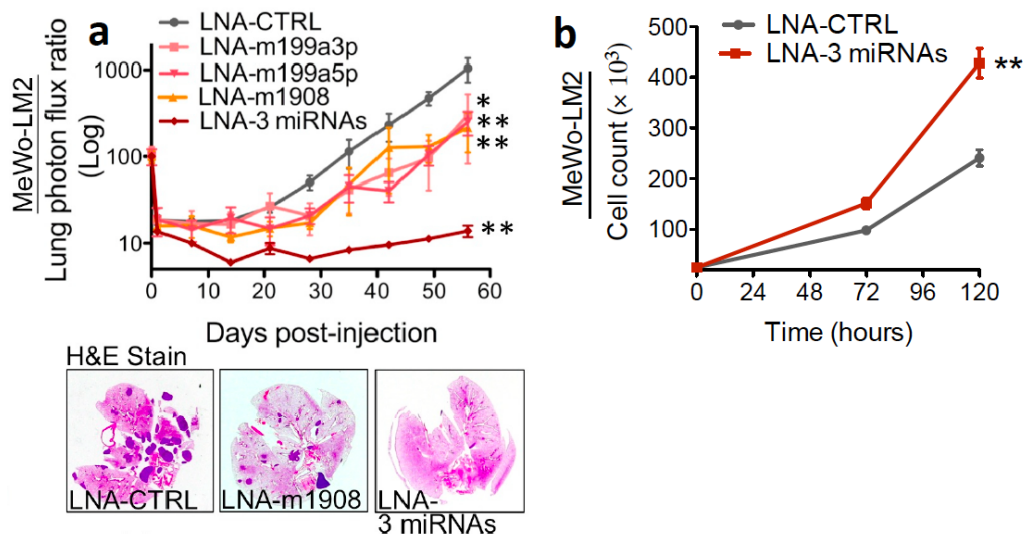 a
LNA-CTRL
LNA-m199a3p
LNA-m199a5p
LNA-m1908
LNA-3 miRNAs
MeWo-LM2
Lung photon flux ratio
(Log)
1000
100
10
*
**
**
**
0 10 20 30 40 50 60
Days post-injection
H&E Stain
LNA-CTRL
LNA-m1908
LNA-
3 miRNAs
b
LNA-CTRL
LNA-3 miRNAs
MeWo-LM2
Cell count (× 10³)
500
400
300
200
100
**
0 24 48 72 96 120
Time (hours)